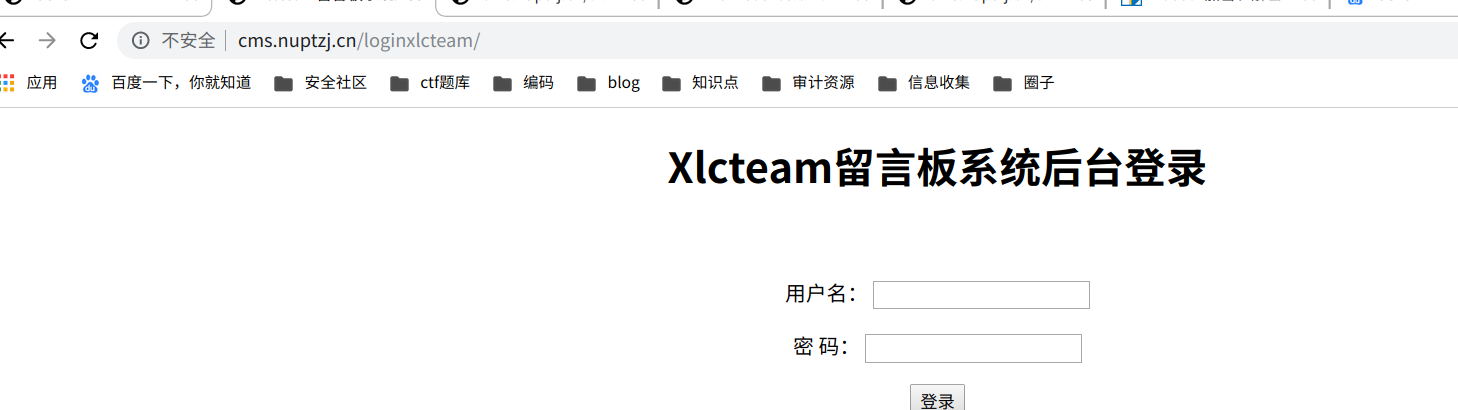 不安全 cms.nuptzj.cn/loginxlcteam/
应用 百度一下，你就知道 安全社区 ctf题库 编码 blog 知识点 审计资源 信息收集 圈子
Xlcteam留言板系统后台登录
用户名：
密 码：
登录